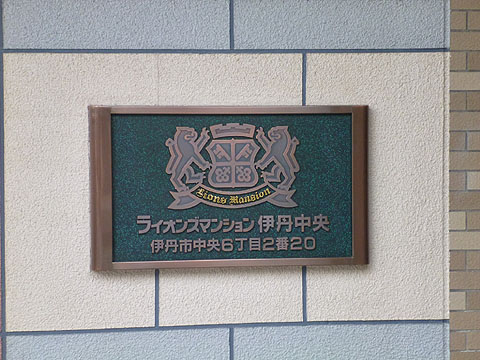 Lions Mansion
ライオンズマンション伊丹中央
伊丹市中央6丁目2番20